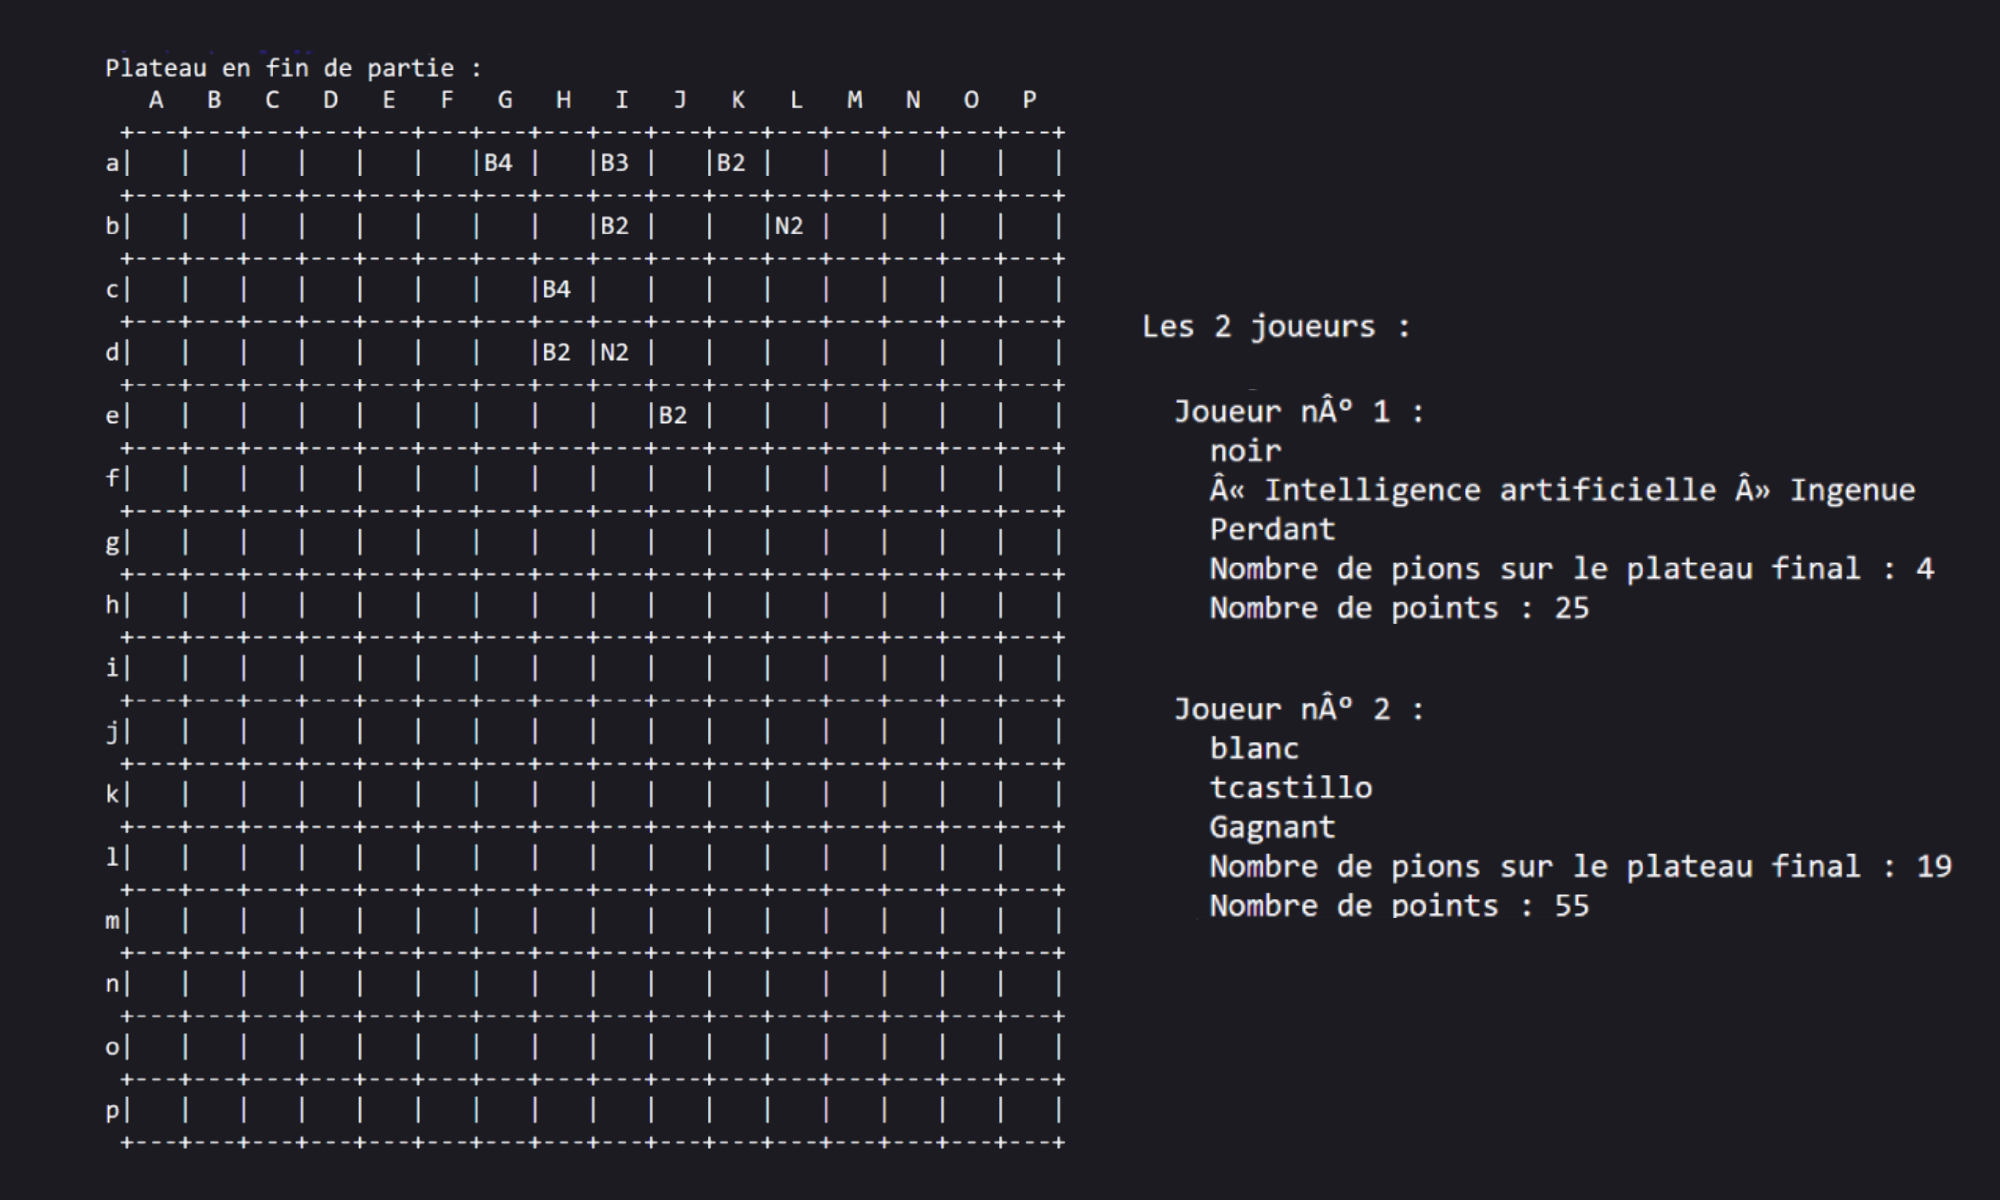 Plateau en fin de partie :
    A   B   C   D   E   F   G   H   I   J   K   L   M   N   O   P
 +---+---+---+---+---+---+---+---+---+---+---+---+---+---+---+---+
a|   |   |   |   |   |   |B4 |   |B3 |   |B2 |   |   |   |   |   |
 +---+---+---+---+---+---+---+---+---+---+---+---+---+---+---+---+
b|   |   |   |   |   |   |   |   |B2 |   |   |N2 |   |   |   |   |
 +---+---+---+---+---+---+---+---+---+---+---+---+---+---+---+---+
c|   |   |   |   |   |   |   |B4 |   |   |   |   |   |   |   |   |
 +---+---+---+---+---+---+---+---+---+---+---+---+---+---+---+---+
d|   |   |   |   |   |   |   |B2 |N2 |   |   |   |   |   |   |   |
 +---+---+---+---+---+---+---+---+---+---+---+---+---+---+---+---+
e|   |   |   |   |   |   |   |   |   |B2 |   |   |   |   |   |   |
 +---+---+---+---+---+---+---+---+---+---+---+---+---+---+---+---+
f|   |   |   |   |   |   |   |   |   |   |   |   |   |   |   |   |
 +---+---+---+---+---+---+---+---+---+---+---+---+---+---+---+---+
g|   |   |   |   |   |   |   |   |   |   |   |   |   |   |   |   |
 +---+---+---+---+---+---+---+---+---+---+---+---+---+---+---+---+
h|   |   |   |   |   |   |   |   |   |   |   |   |   |   |   |   |
 +---+---+---+---+---+---+---+---+---+---+---+---+---+---+---+---+
i|   |   |   |   |   |   |   |   |   |   |   |   |   |   |   |   |
 +---+---+---+---+---+---+---+---+---+---+---+---+---+---+---+---+
j|   |   |   |   |   |   |   |   |   |   |   |   |   |   |   |   |
 +---+---+---+---+---+---+---+---+---+---+---+---+---+---+---+---+
k|   |   |   |   |   |   |   |   |   |   |   |   |   |   |   |   |
 +---+---+---+---+---+---+---+---+---+---+---+---+---+---+---+---+
l|   |   |   |   |   |   |   |   |   |   |   |   |   |   |   |   |
 +---+---+---+---+---+---+---+---+---+---+---+---+---+---+---+---+
m|   |   |   |   |   |   |   |   |   |   |   |   |   |   |   |   |
 +---+---+---+---+---+---+---+---+---+---+---+---+---+---+---+---+
n|   |   |   |   |   |   |   |   |   |   |   |   |   |   |   |   |
 +---+---+---+---+---+---+---+---+---+---+---+---+---+---+---+---+
o|   |   |   |   |   |   |   |   |   |   |   |   |   |   |   |   |
 +---+---+---+---+---+---+---+---+---+---+---+---+---+---+---+---+
p|   |   |   |   |   |   |   |   |   |   |   |   |   |   |   |   |
 +---+---+---+---+---+---+---+---+---+---+---+---+---+---+---+---+
Les 2 joueurs :
Joueur nÂº 1 :
noir
Â« Intelligence artificielle Â» Ingenue
Perdant
Nombre de pions sur le plateau final : 4
Nombre de points : 25
Joueur nÂº 2 :
blanc
tcastillo
Gagnant
Nombre de pions sur le plateau final : 19
Nombre de points : 55